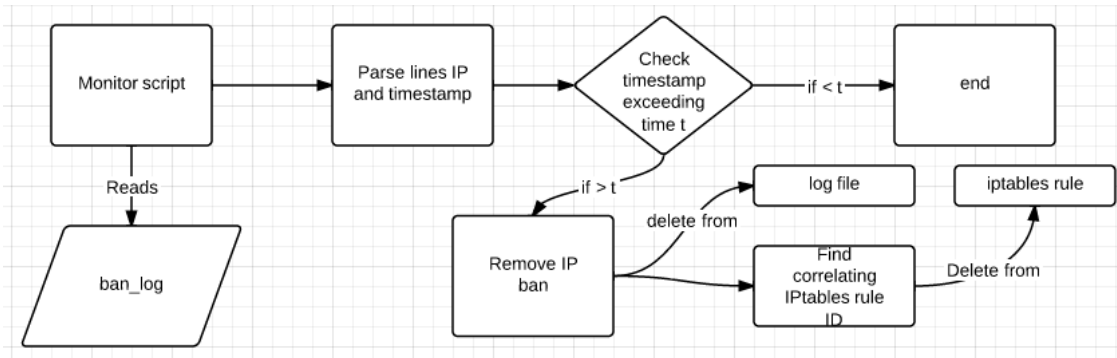 Monitor script
Parse lines IP
and timestamp
Check
timestamp
exceeding
time t
if < t
end
Reads
ban_log
if > t
Remove IP
ban
delete from
log file
iptables rule
Find
correlating
IPtables rule
ID
Delete from